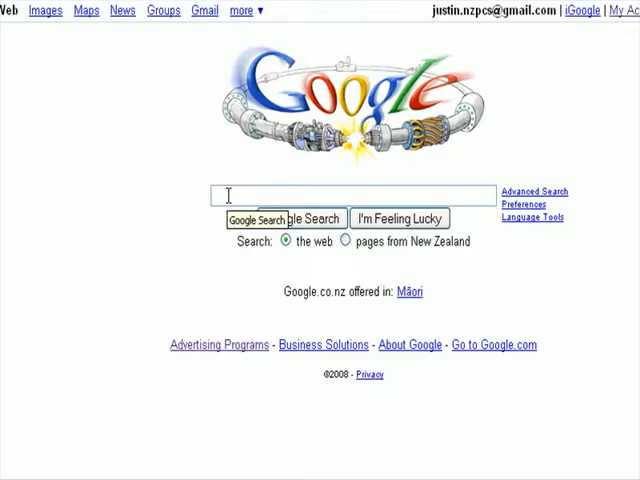 Web Images Maps News Groups Gmail more ▼ justin.nzpcs@gmail.com | iGoogle | My Ac
Google
Advanced Search
Preferences
Language Tools
Google Search gle Search I'm Feeling Lucky
Search: the web pages from New Zealand
Google.co.nz offered in: Māori
Advertising Programs - Business Solutions - About Google - Go to Google.com
©2008 - Privacy